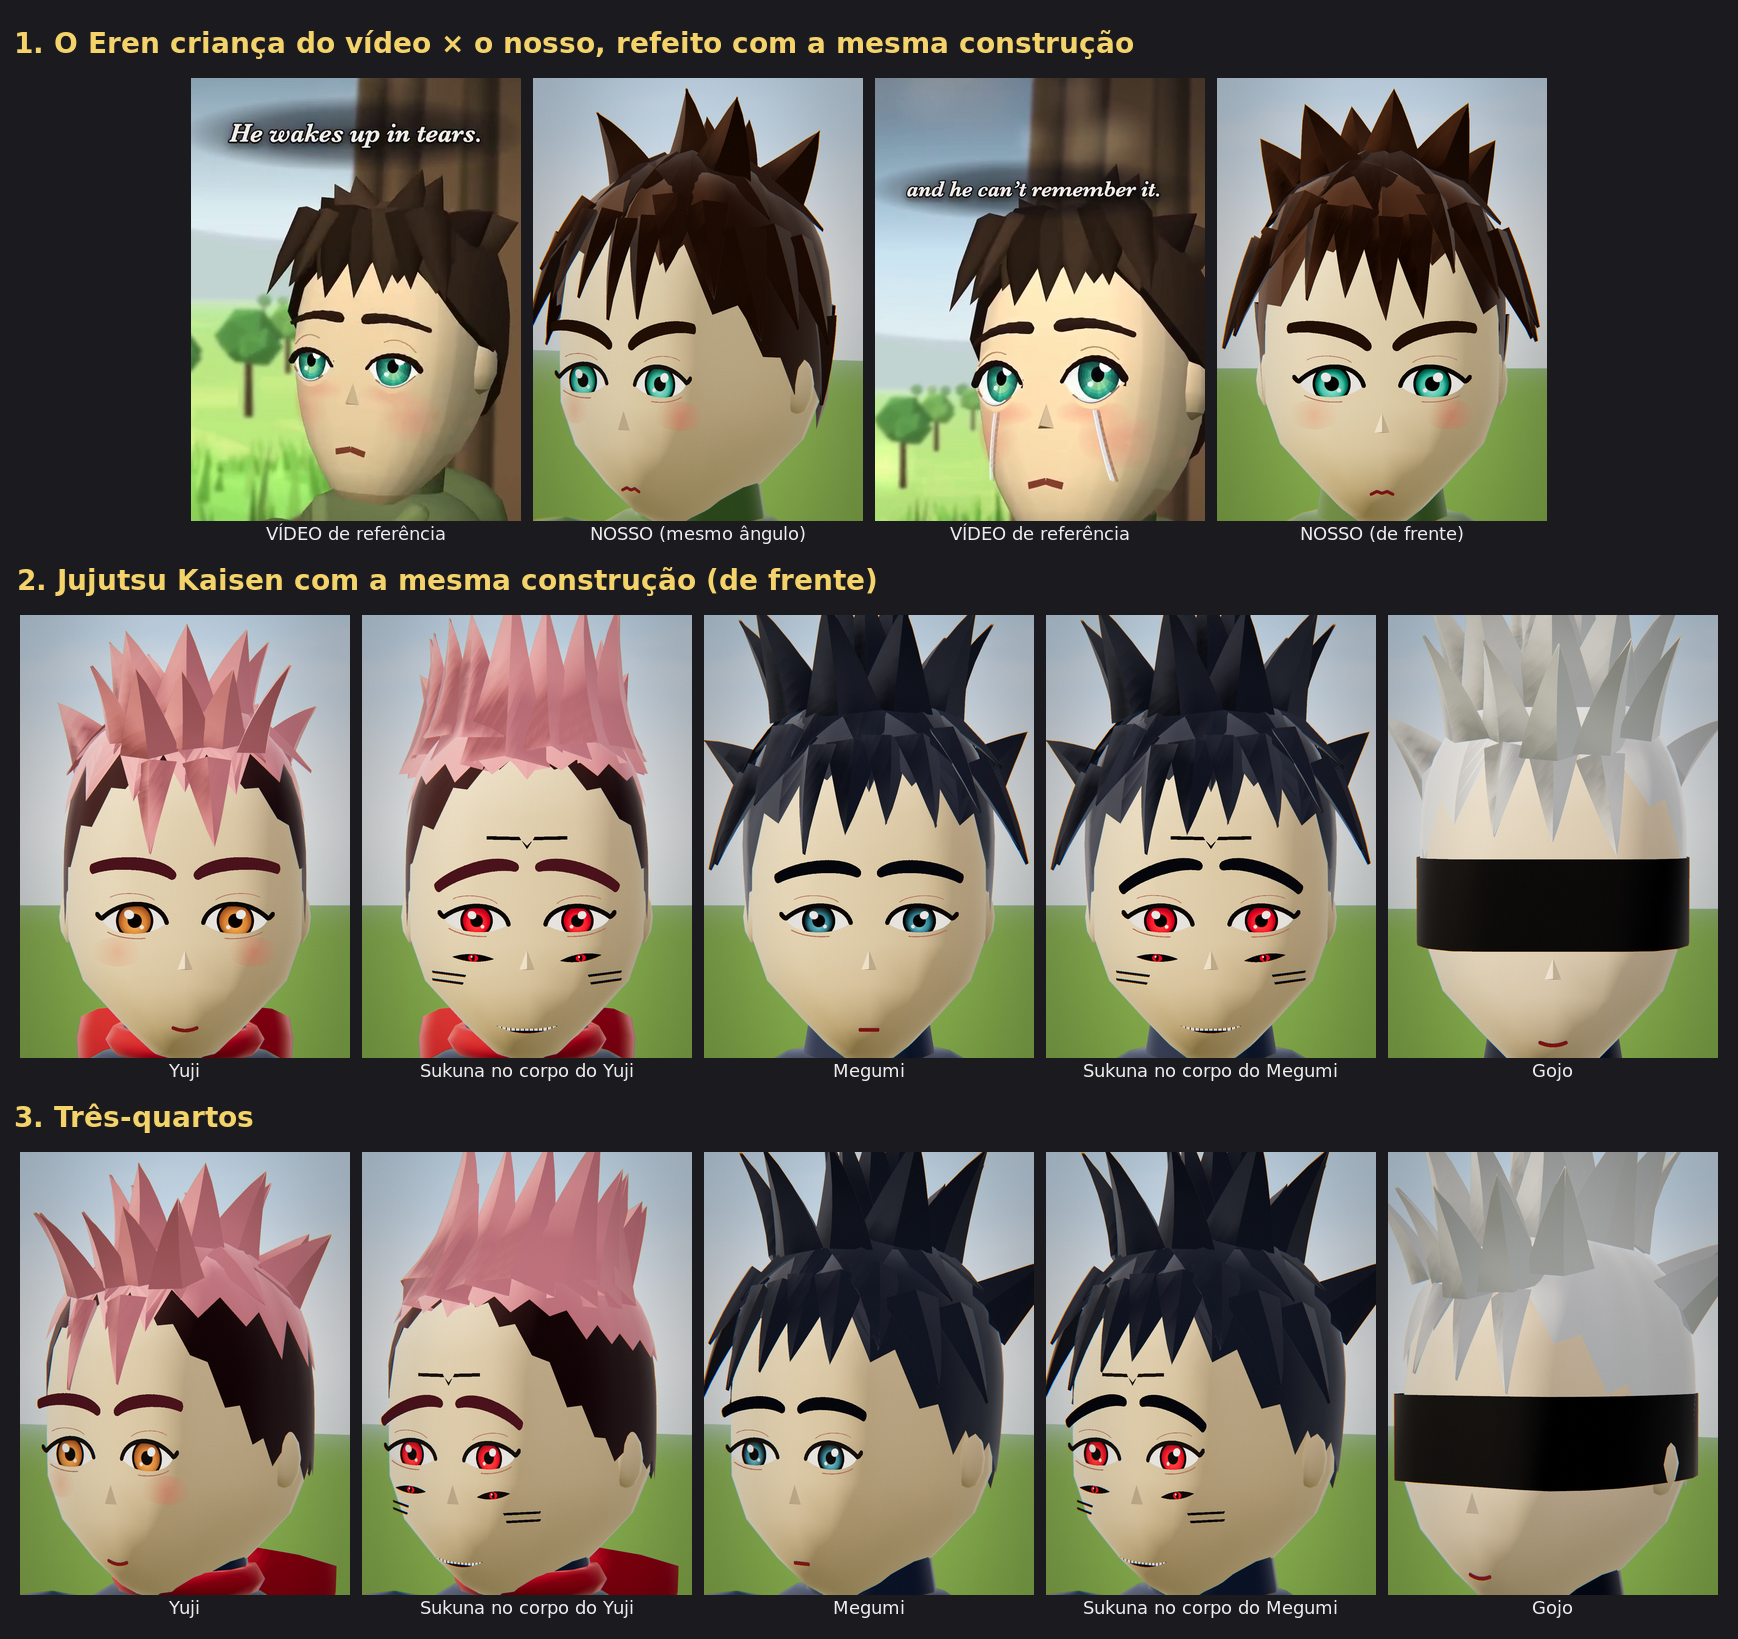 1. O Eren criança do vídeo × o nosso, refeito com a mesma construção
He wakes up in tears.
and he can't remember it.
VÍDEO de referência
NOSSO (mesmo ângulo)
VÍDEO de referência
NOSSO (de frente)
2. Jujutsu Kaisen com a mesma construção (de frente)
Yuji
Sukuna no corpo do Yuji
Megumi
Sukuna no corpo do Megumi
Gojo
3. Três-quartos
Yuji
Sukuna no corpo do Yuji
Megumi
Sukuna no corpo do Megumi
Gojo